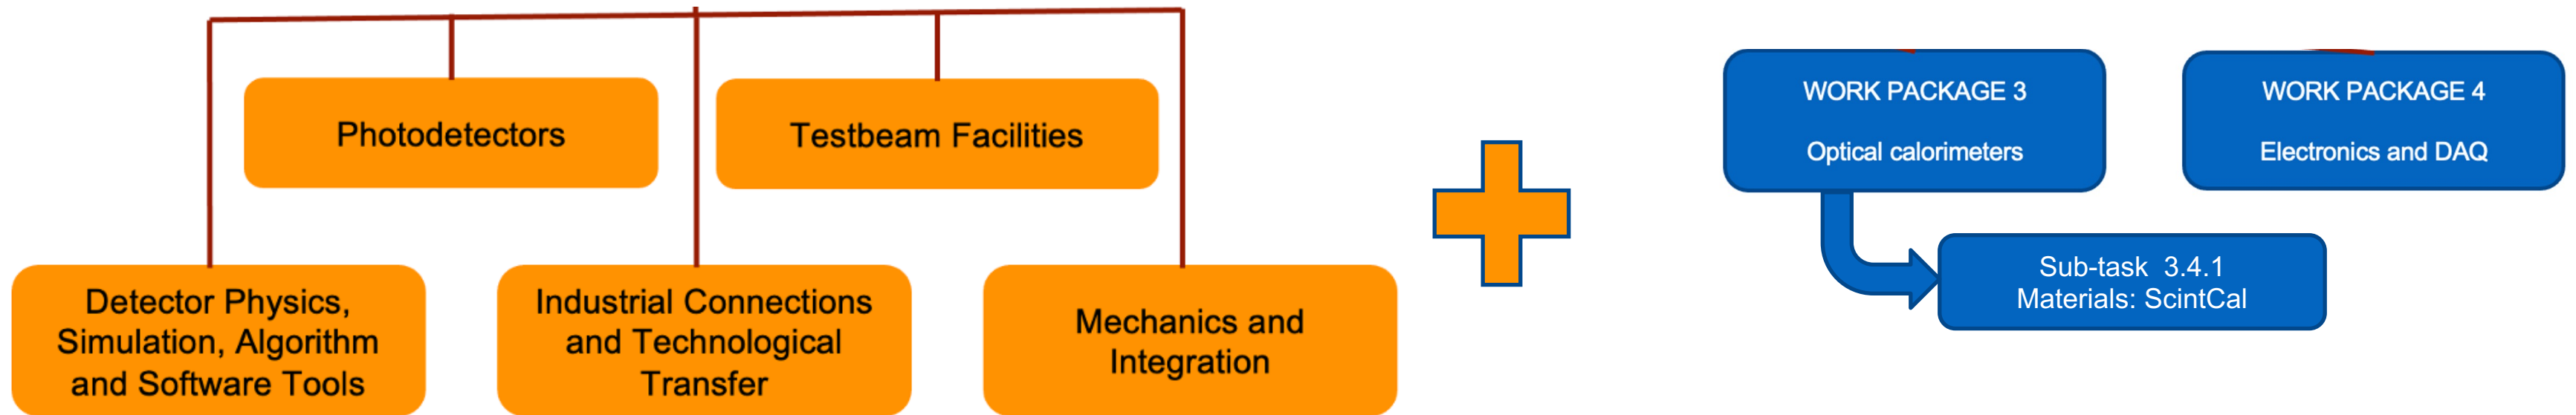 Photodetectors
Testbeam Facilities
Detector Physics,
Simulation, Algorithm
and Software Tools
Industrial Connections
and Technological
Transfer
Mechanics and
Integration
WORK PACKAGE 3
Optical calorimeters
WORK PACKAGE 4
Electronics and DAQ
Sub-task 3.4.1
Materials: ScintCal